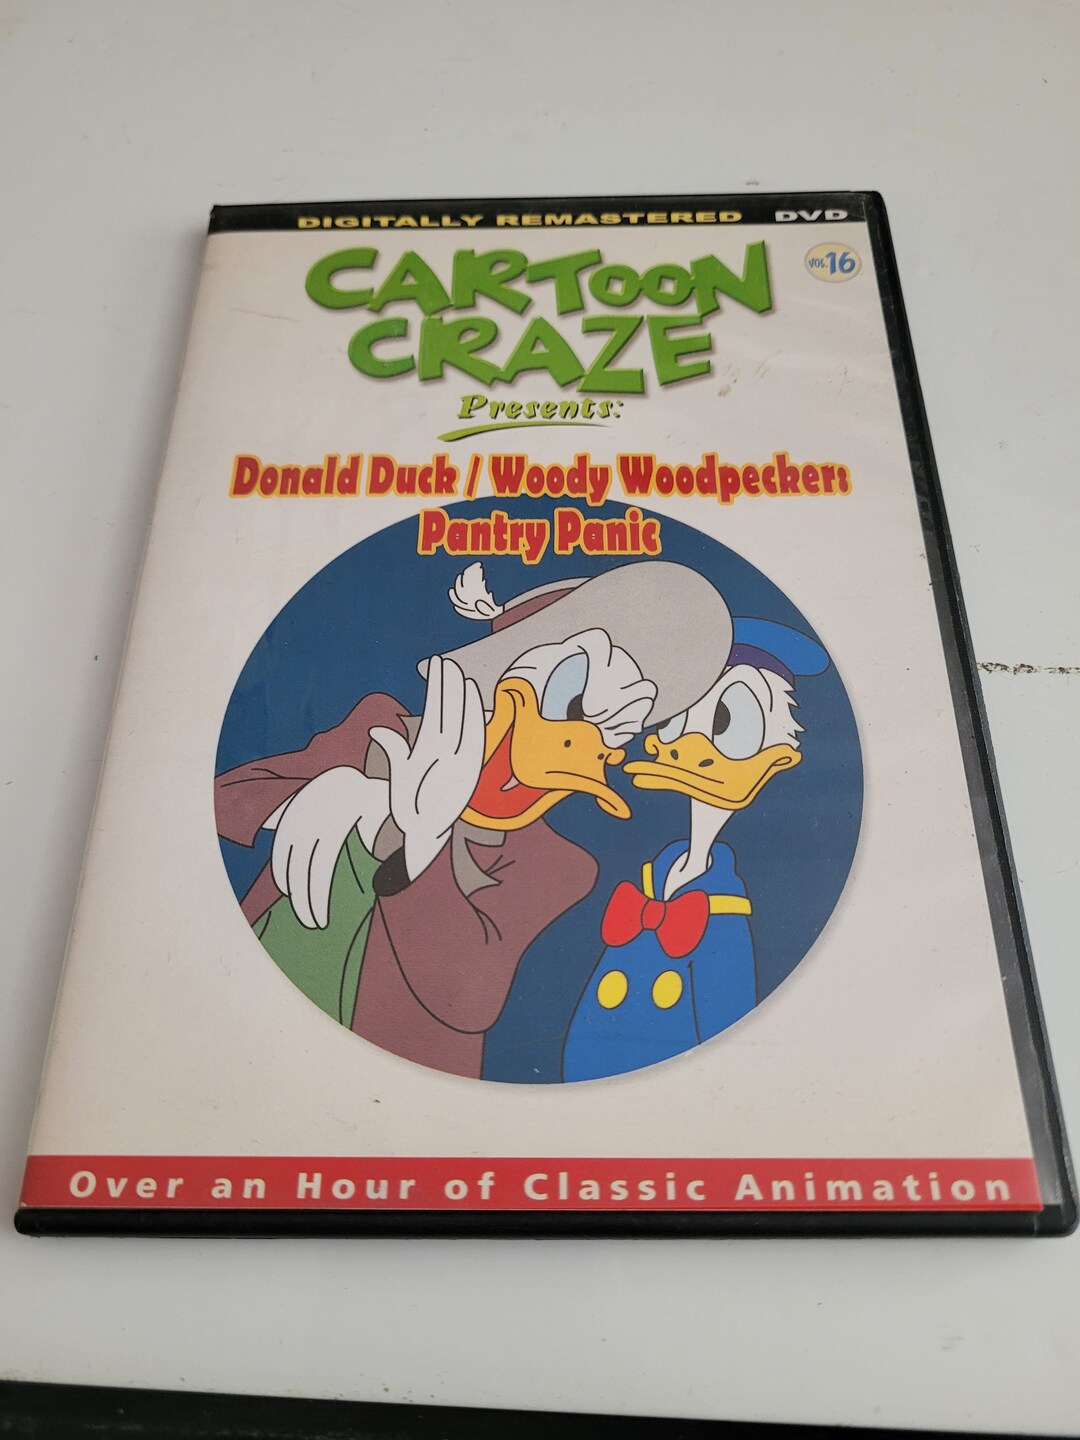 DIGITALLY REMASTERED DVD
VOL. 16
CARTOON
CRAZE
Presents:
Donald Duck / Woody Woodpecker:
Pantry Panic
Over an Hour of Classic Animation